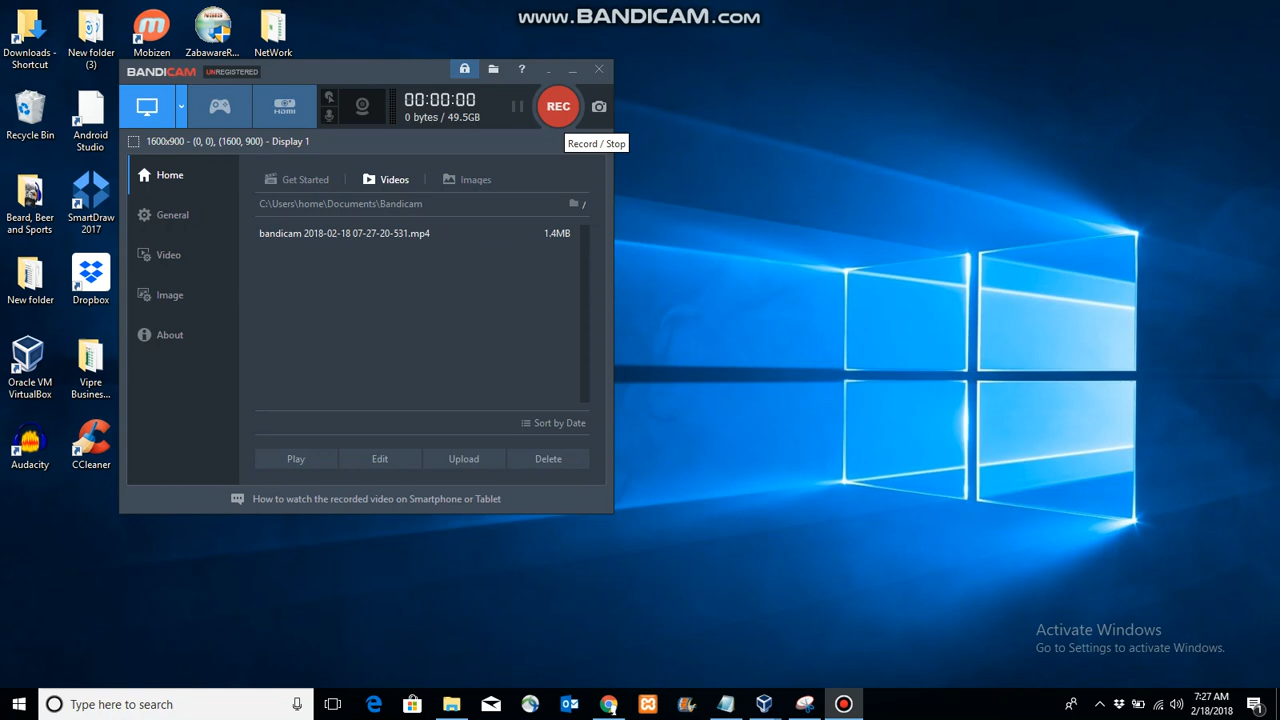 www.BANDICAM.com
Downloads -
Shortcut
New folder
(3)
Mobizen
ZabawareR...
NetWork
Recycle Bin
Android
Studio
Beard, Beer
and Sports
SmartDraw
2017
New folder
Dropbox
Oracle VM
VirtualBox
Vipre
Business...
Audacity
CCleaner
BANDICAM UNREGISTERED
?
HDMI
00:00:00
0 bytes / 49.5GB
REC
Record / Stop
1600x900 - (0, 0), (1600, 900) - Display 1
Home
General
Video
Image
About
Get Started
Videos
Images
C:\Users\home\Documents\Bandicam
/
bandicam 2018-02-18 07-27-20-531.mp4 1.4MB
Sort by Date
Play Edit Upload Delete
How to watch the recorded video on Smartphone or Tablet
Activate Windows
Go to Settings to activate Windows.
Type here to search
7:27 AM
2/18/2018